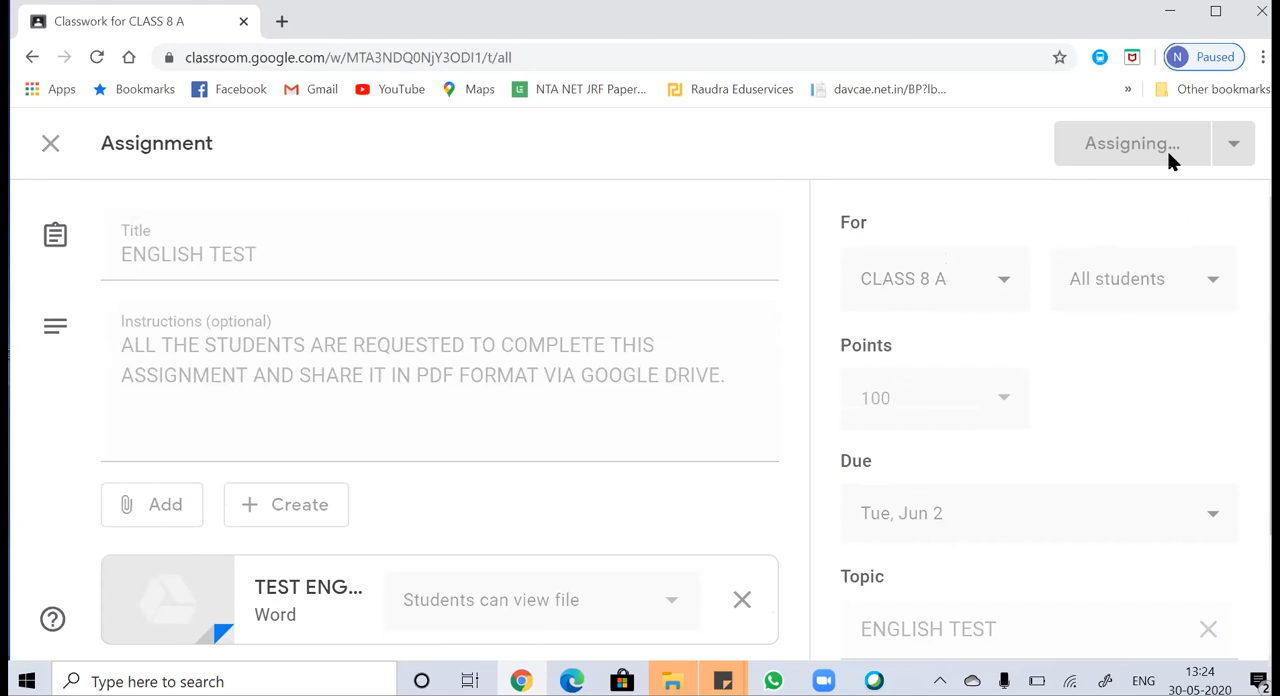 Classwork for CLASS 8 A
classroom.google.com/w/MTA3NDQ0NjY3ODI1/t/all
N Paused
Apps Bookmarks Facebook Gmail YouTube Maps NTA NET JRF Paper... Raudra Eduservices davcae.net.in/BP?lb... » Other bookmarks
Assignment
Assigning...
Title
ENGLISH TEST
Instructions (optional)
ALL THE STUDENTS ARE REQUESTED TO COMPLETE THIS
ASSIGNMENT AND SHARE IT IN PDF FORMAT VIA GOOGLE DRIVE.
Add Create
TEST ENG...
Word
Students can view file
For
CLASS 8 A All students
Points
100
Due
Tue, Jun 2
Topic
ENGLISH TEST
Type here to search
ENG
13:24
30-05-2020
2